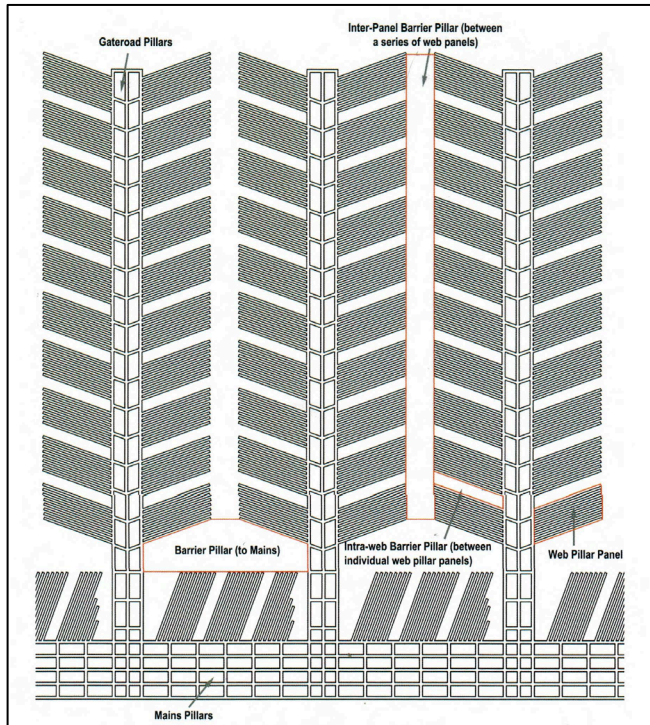 Gateroad Pillars
Inter-Panel Barrier Pillar (between
a series of web panels)
Barrier Pillar (to Mains)
Intra-web Barrier Pillar (between
individual web pillar panels)
Web Pillar Panel
Mains Pillars